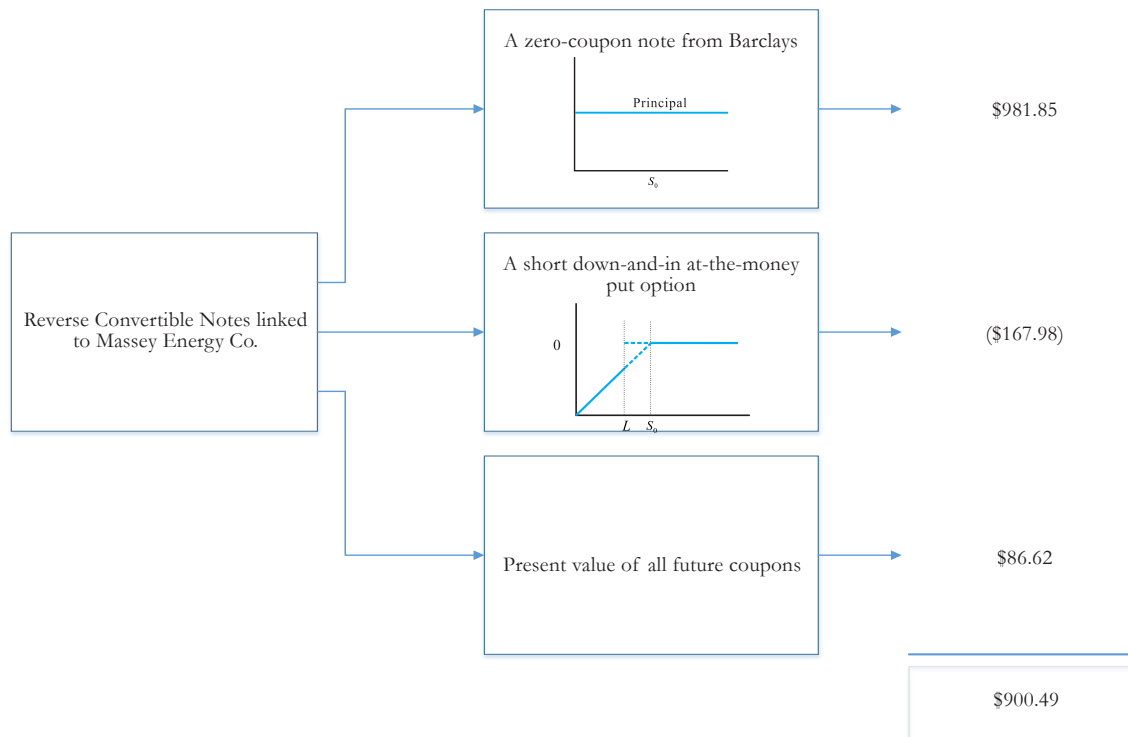 A zero-coupon note from Barclays
Principal
S₀
$981.85
Reverse Convertible Notes linked
to Massey Energy Co.
A short down-and-in at-the-money
put option
0
L
S₀
($167.98)
Present value of all future coupons
$86.62
$900.49